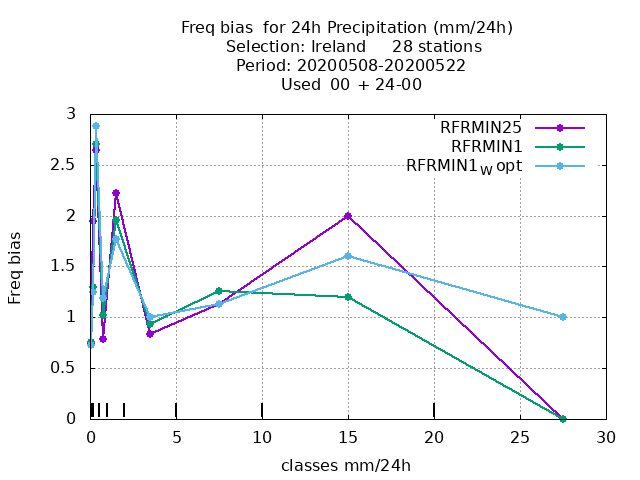 Freq bias  for 24h Precipitation (mm/24h)
Selection: Ireland     28 stations
Period: 20200508-20200522
Used  00 + 24-00
RFRMIN25
RFRMIN1
RFRMIN1W opt
3
2.5
2
1.5
1
0.5
0
Freq bias
0 5 10 15 20 25 30
classes mm/24h